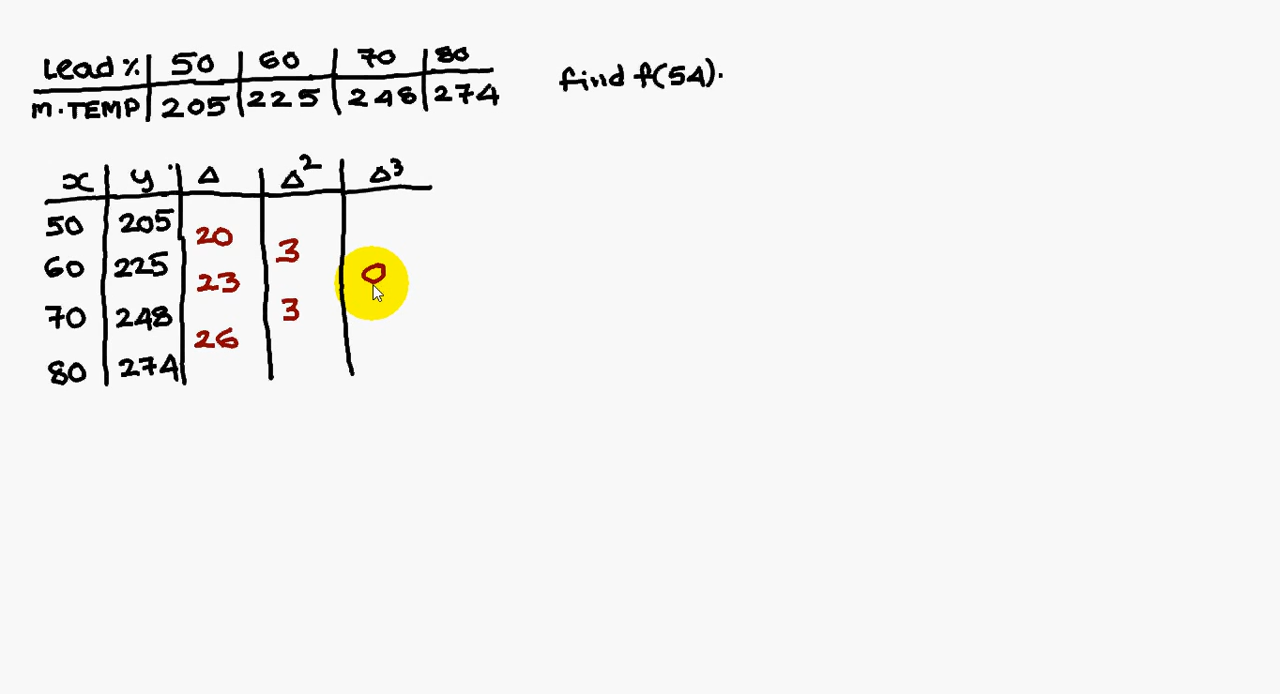 Lead % 50 60 70 80
M.TEMP 205 225 248 274
find f(54).
x y Δ Δ² Δ³
50 205
20
3
60 225
0
23
3
70 248
26
80 274